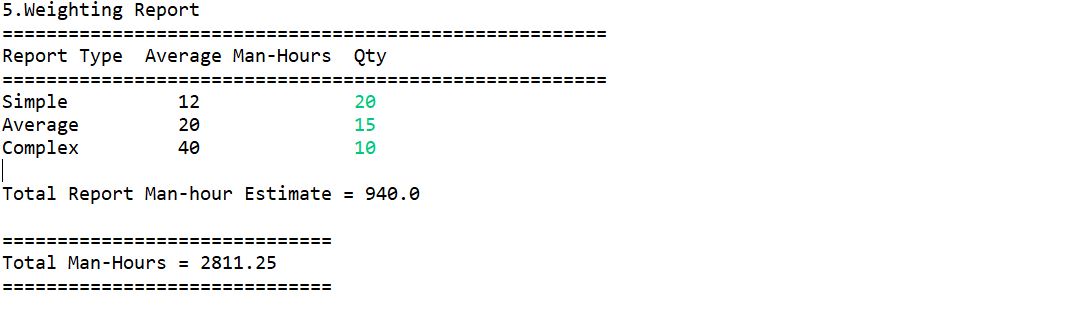 5.Weighting Report
=======================================================
Report Type  Average Man-Hours  Qty
=======================================================
Simple          12              20
Average         20              15
Complex         40              10
Total Report Man-hour Estimate = 940.0
==============================
Total Man-Hours = 2811.25
==============================